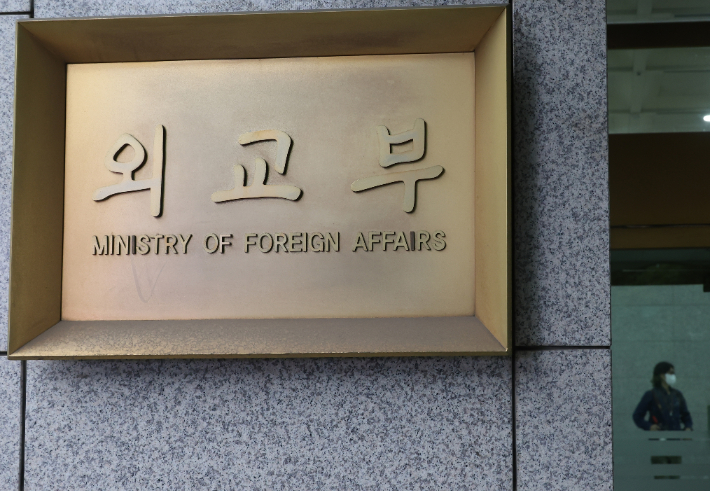 외교부
MINISTRY OF FOREIGN AFFAIRS